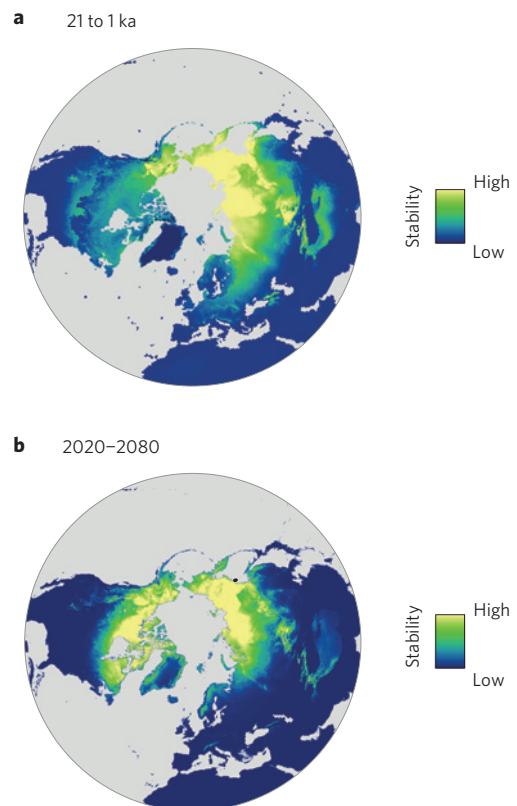 a 21 to 1 ka
High
Stability
Low
b 2020–2080
High
Stability
Low